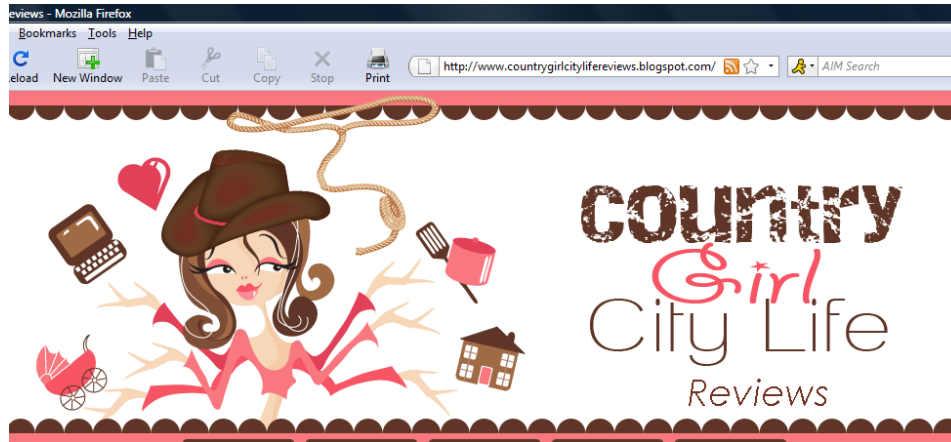 eviews - Mozilla Firefox
Bookmarks Tools Help
eload New Window Paste Cut Copy Stop Print http://www.countrygirlcitylifereviews.blogspot.com/ AIM Search
country
Girl
City Life
Reviews